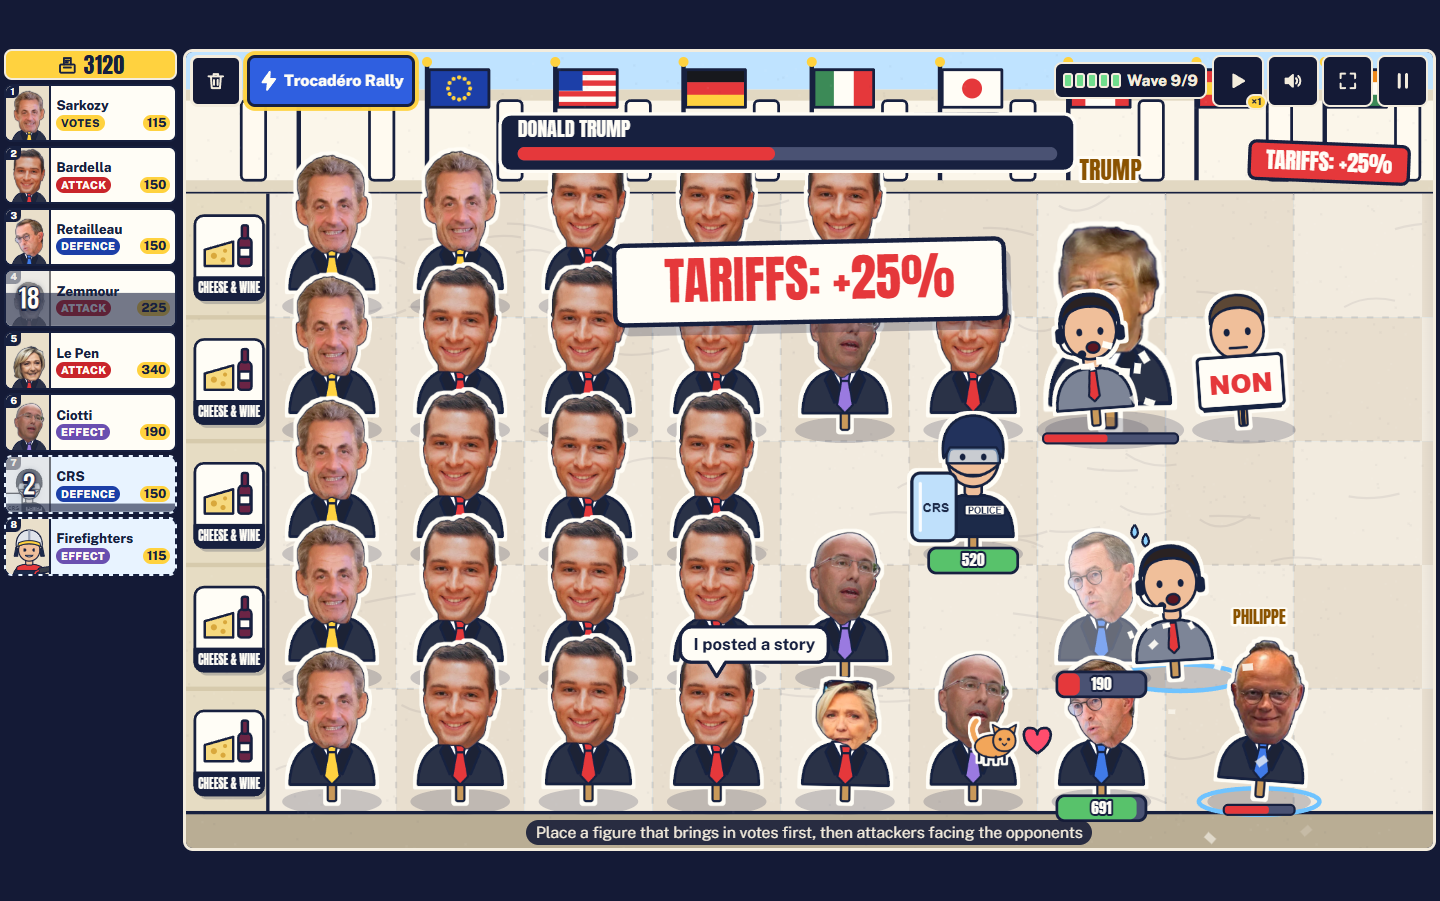 3120
Trocadéro Rally
Wave 9/9
×1
DONALD TRUMP
TRUMP
TARIFFS: +25%
1
Sarkozy
VOTES
115
2
Bardella
ATTACK
150
3
Retailleau
DEFENCE
150
4
18
Zemmour
ATTACK
225
5
Le Pen
ATTACK
340
6
Ciotti
EFFECT
190
7
2
CRS
DEFENCE
150
8
Firefighters
EFFECT
115
CHEESE & WINE
TARIFFS: +25%
CHEESE & WINE
NON
CHEESE & WINE
CRS
POLICE
520
CHEESE & WINE
PHILIPPE
I posted a story
190
CHEESE & WINE
691
Place a figure that brings in votes first, then attackers facing the opponents